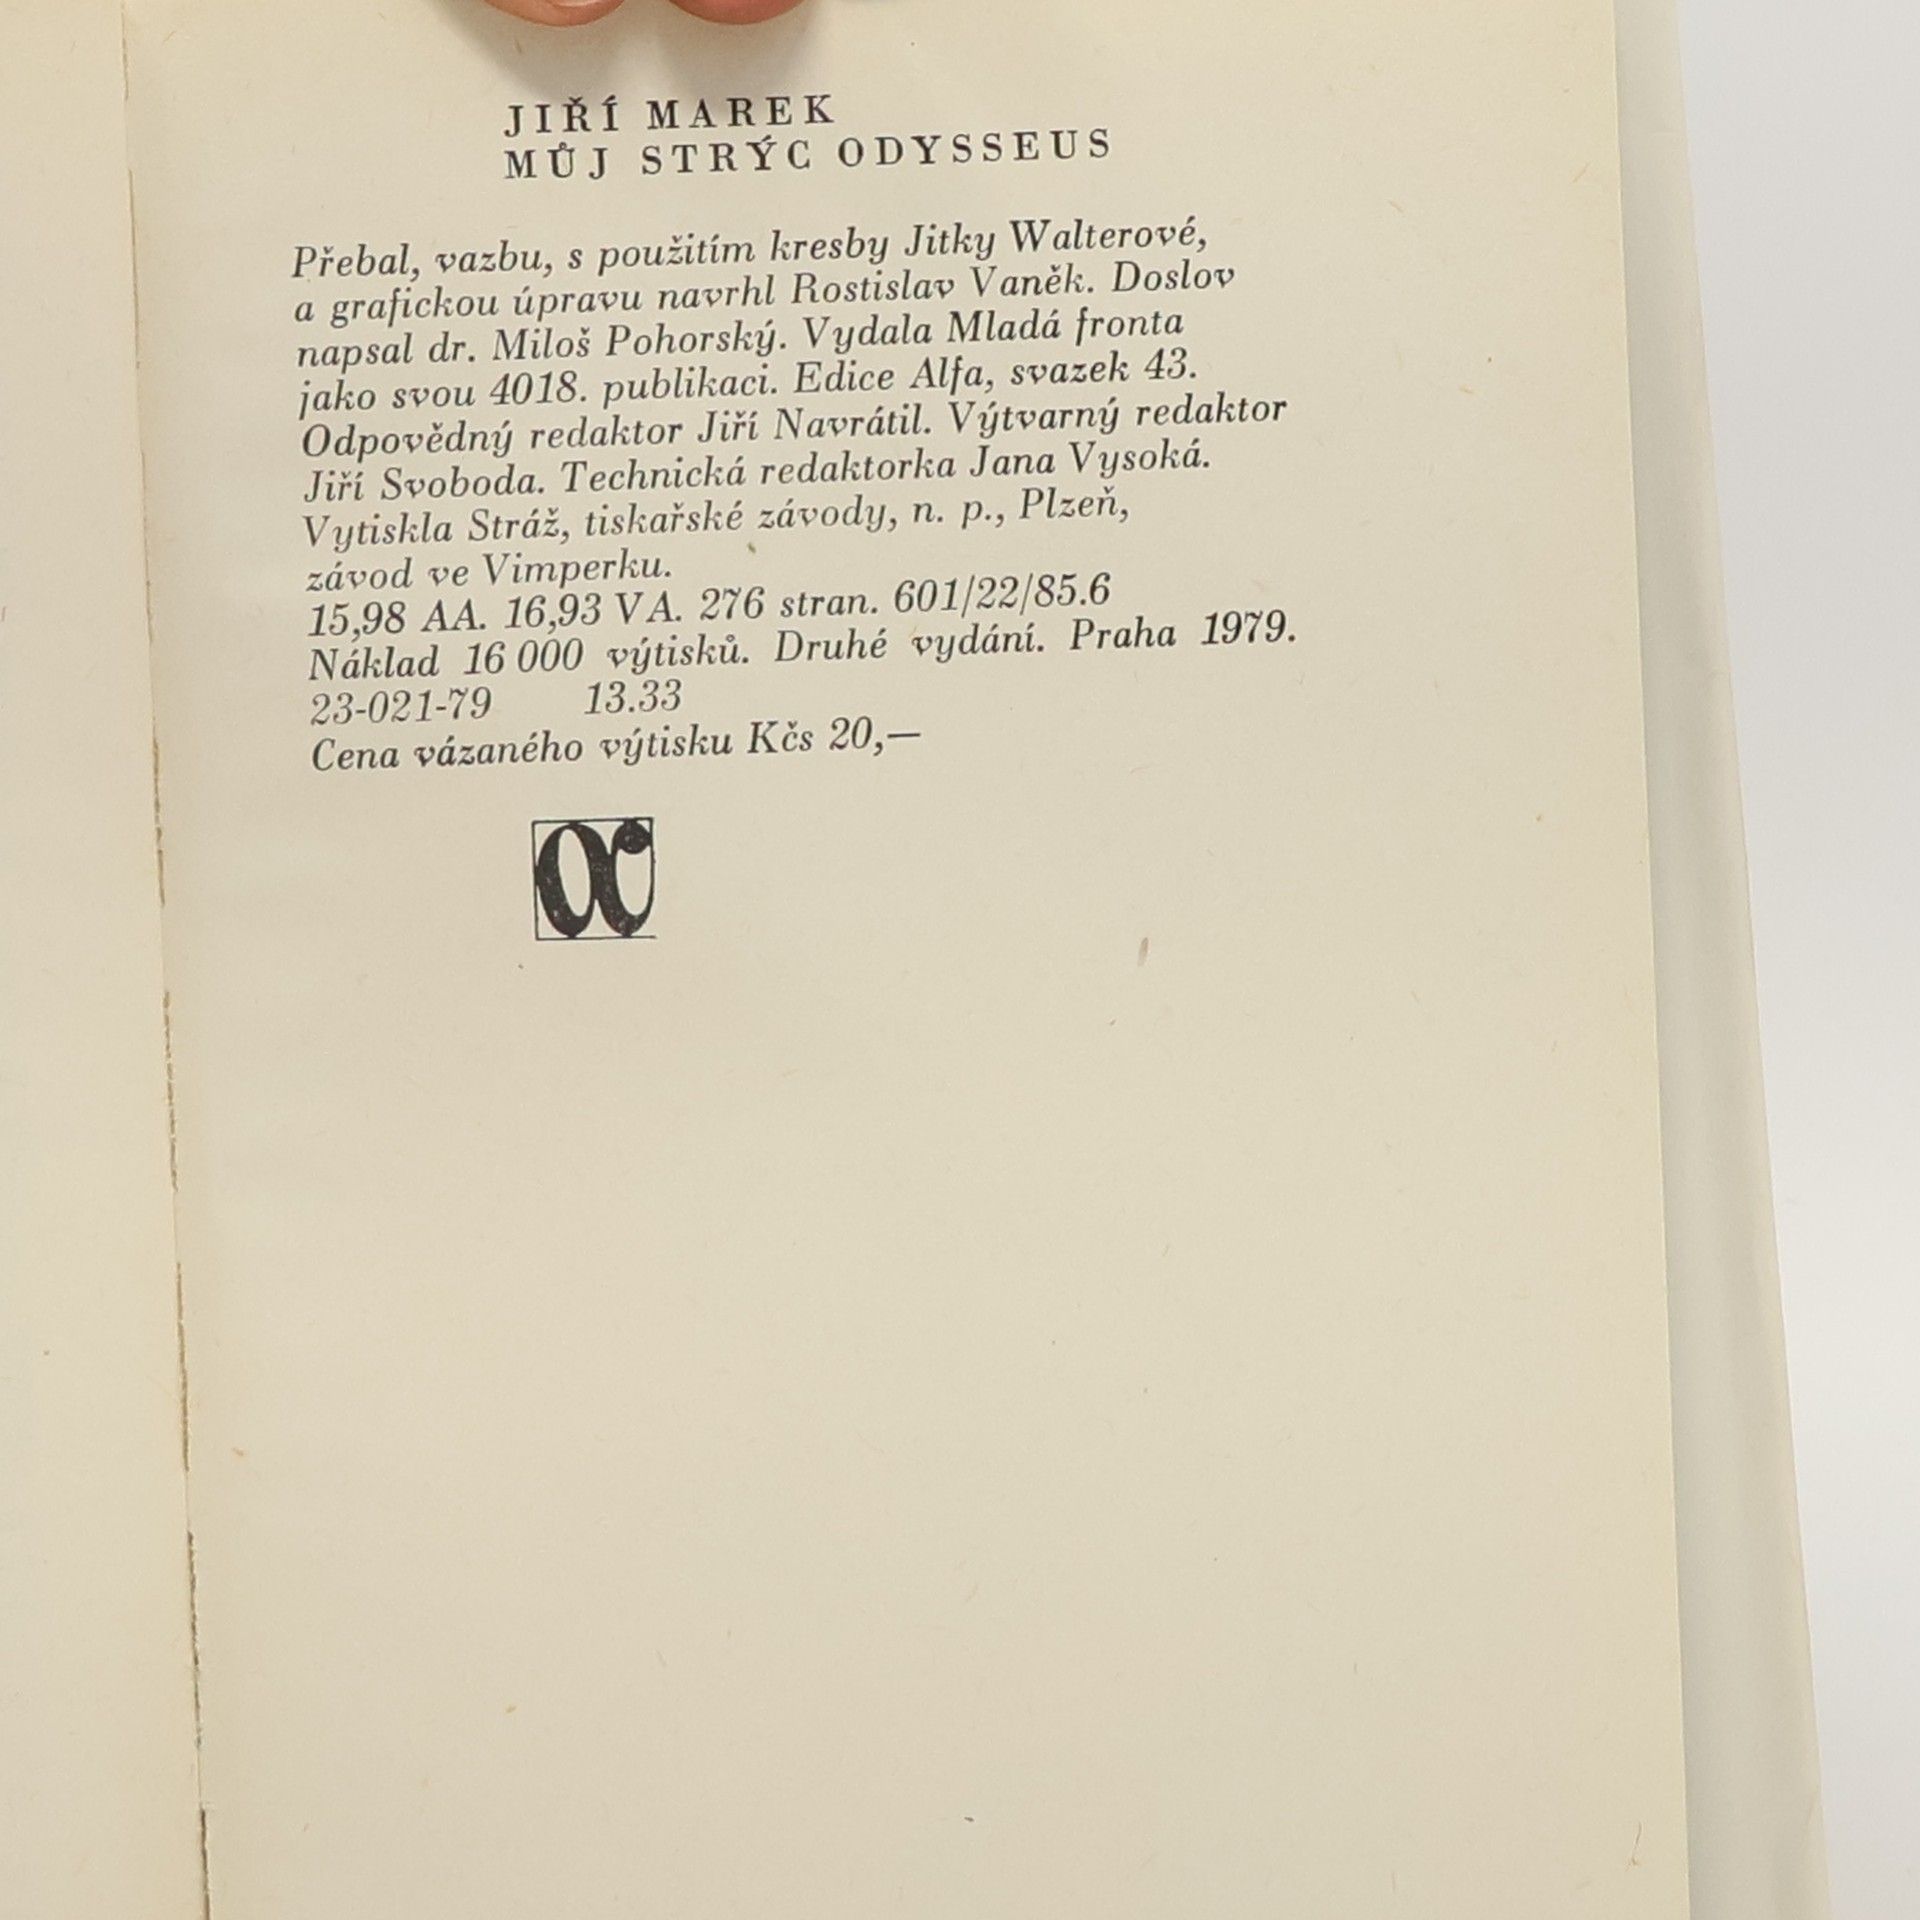 JIŘÍ MAREK
MŮJ STRÝC ODYSSEUS
Přebal, vazbu, s použitím kresby Jitky Walterové,
a grafickou úpravu navrhl Rostislav Vaněk. Doslov
napsal dr. Miloš Pohorský. Vydala Mladá fronta
jako svou 4018. publikaci. Edice Alfa, svazek 43.
Odpovědný redaktor Jiří Navrátil. Výtvarný redaktor
Jiří Svoboda. Technická redaktorka Jana Vysoká.
Vytiskla Stráž, tiskařské závody, n. p., Plzeň,
závod ve Vimperku.
15,98 AA. 16,93 VA. 276 stran. 601/22/85.6
Náklad 16 000 výtisků. Druhé vydání. Praha 1979.
23-021-79 13.33
Cena vázaného výtisku Kčs 20,—
α